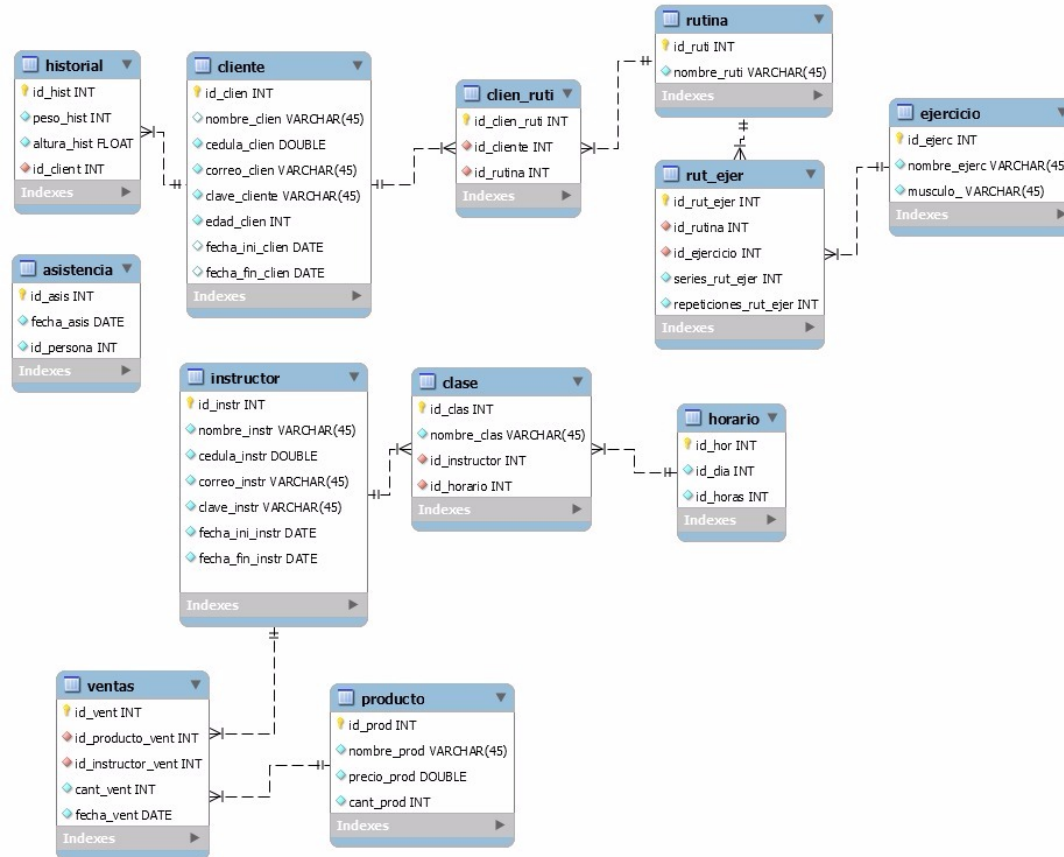 historial
id_hist INT
peso_hist INT
altura_hist FLOAT
id_client INT
Indexes
cliente
id_clien INT
nombre_clien VARCHAR(45)
cedula_clien DOUBLE
correo_clien VARCHAR(45)
clave_cliente VARCHAR(45)
edad_clien INT
fecha_ini_clien DATE
fecha_fin_clien DATE
Indexes
clien_ruti
id_clien_ruti INT
id_cliente INT
id_rutina INT
Indexes
rutina
id_ruti INT
nombre_ruti VARCHAR(45)
Indexes
ejercicio
id_ejerc INT
nombre_ejerc VARCHAR(45)
musculo_ VARCHAR(45)
Indexes
rut_ejer
id_rut_ejer INT
id_rutina INT
id_ejercicio INT
series_rut_ejer INT
repeticiones_rut_ejer INT
Indexes
asistencia
id_asis INT
fecha_asis DATE
id_persona INT
Indexes
instructor
id_instr INT
nombre_instr VARCHAR(45)
cedula_instr DOUBLE
correo_instr VARCHAR(45)
clave_instr VARCHAR(45)
fecha_ini_instr DATE
fecha_fin_instr DATE
Indexes
clase
id_clas INT
nombre_clas VARCHAR(45)
id_instructor INT
id_horario INT
Indexes
horario
id_hor INT
id_dia INT
id_horas INT
Indexes
ventas
id_vent INT
id_producto_vent INT
id_instructor_vent INT
cant_vent INT
fecha_vent DATE
Indexes
producto
id_prod INT
nombre_prod VARCHAR(45)
precio_prod DOUBLE
cant_prod INT
Indexes